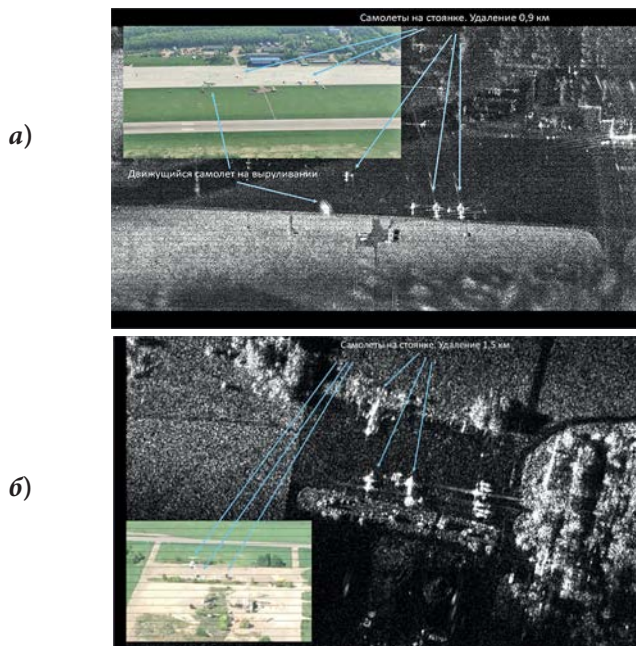 Самолеты на стоянке. Удаление 0,9 км
а)
Движущийся самолет на выруливании
Самолеты на стоянке. Удаление 1,5 км
б)